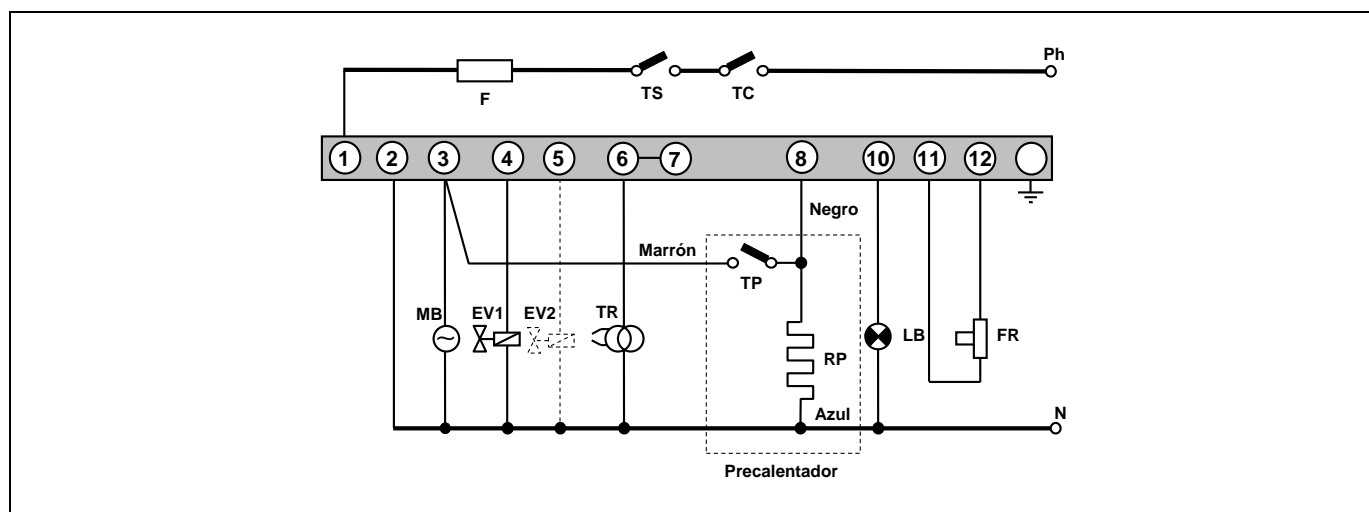 Ph
F
TS
TC
1 2 3 4 5 6 7 8 10 11 12
Negro
Marrón
TP
MB
EV1
EV2
TR
RP
LB
FR
Azul
N
Precalentador